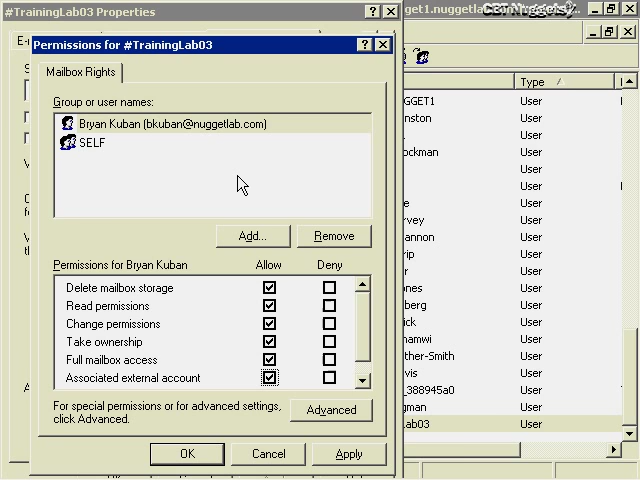 #TrainingLab03 Properties
get1.nuggetlab
CBT Nuggets
Permissions for #TrainingLab03
Mailbox Rights
Group or user names:
Bryan Kuban (bkuban@nuggetlab.com)
SELF
Add...
Remove
Permissions for Bryan Kuban
Allow
Deny
Delete mailbox storage
Read permissions
Change permissions
Take ownership
Full mailbox access
Associated external account
For special permissions or for advanced settings,
click Advanced.
Advanced
OK
Cancel
Apply
Type
GGET1 User
nston User
User
ockman User
User
User
e User
rvey User
annon User
rip User
ones User
berg User
ick User
hamwi User
ther-Smith User
vis User
_388945a0 User
gman User
ab03 User